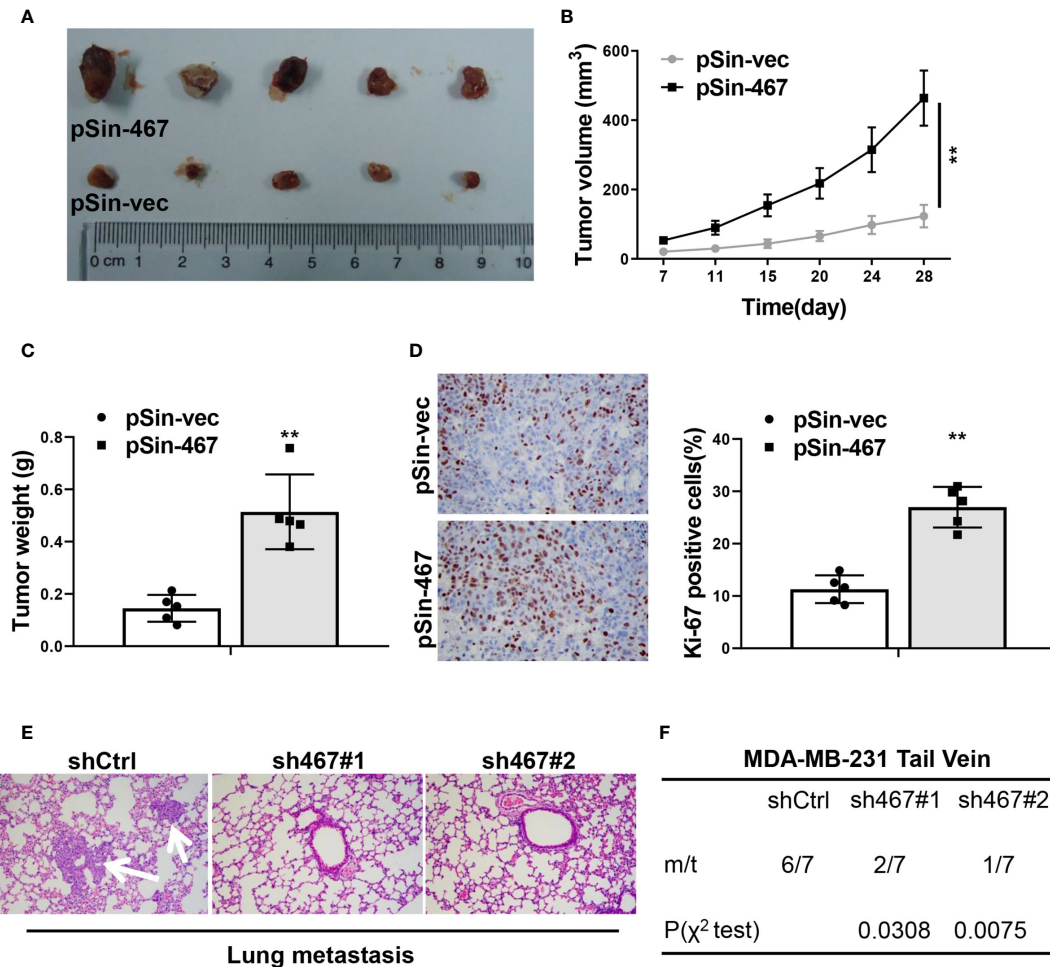 A
pSin-467
pSin-vec
0 cm 1 2 3 4 5 6 7 8 9 10
B
pSin-vec
pSin-467
Tumor volume (mm³)
600
400
200
0
7 11 15 20 24 28
Time(day)
**
C
pSin-vec
pSin-467
Tumor weight (g)
0.8
0.6
0.4
0.2
0.0
**
D
pSin-vec
pSin-467
pSin-vec
pSin-467
Ki-67 positive cells(%)
40
30
20
10
0
**
E
shCtrl sh467#1 sh467#2
Lung metastasis
F
MDA-MB-231 Tail Vein
shCtrl sh467#1 sh467#2
m/t 6/7 2/7 1/7
P(χ² test) 0.0308 0.0075